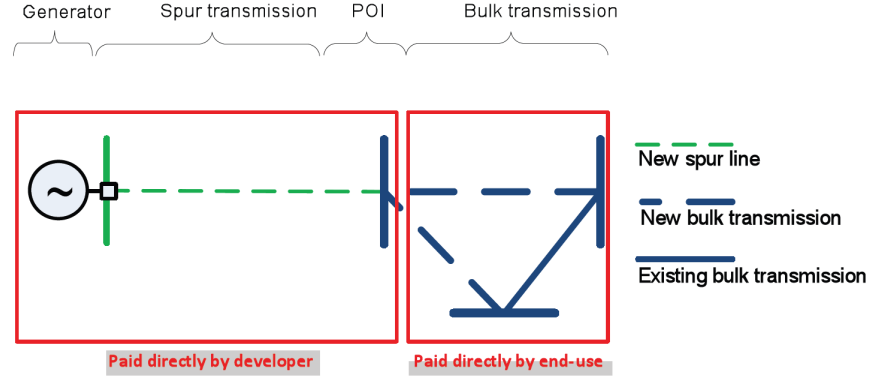 Generator Spur transmission POI Bulk transmission
~
New spur line
New bulk transmission
Existing bulk transmission
Paid directly by developer Paid directly by end-use